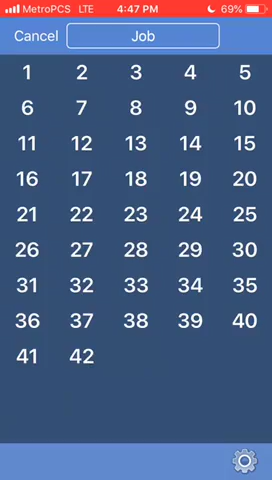 MetroPCS LTE 4:47 PM 69%
Cancel Job
1 2 3 4 5
6 7 8 9 10
11 12 13 14 15
16 17 18 19 20
21 22 23 24 25
26 27 28 29 30
31 32 33 34 35
36 37 38 39 40
41 42